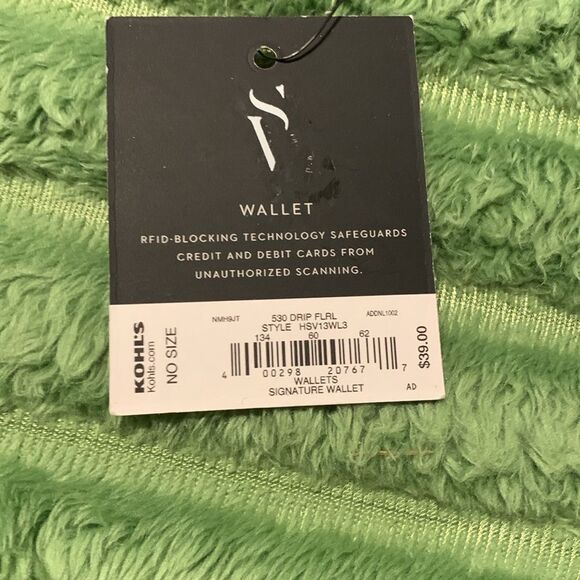 SV
WALLET
RFID-BLOCKING TECHNOLOGY SAFEGUARDS
CREDIT AND DEBIT CARDS FROM
UNAUTHORIZED SCANNING.
KOHL'S
Kohls.com
NO SIZE
NMH9JT 530 DRIP FLRL ADDNL1002
STYLE HSV13WL3
134 60 62
4 00298 20767 7
WALLETS
SIGNATURE WALLET
AD
$39.00